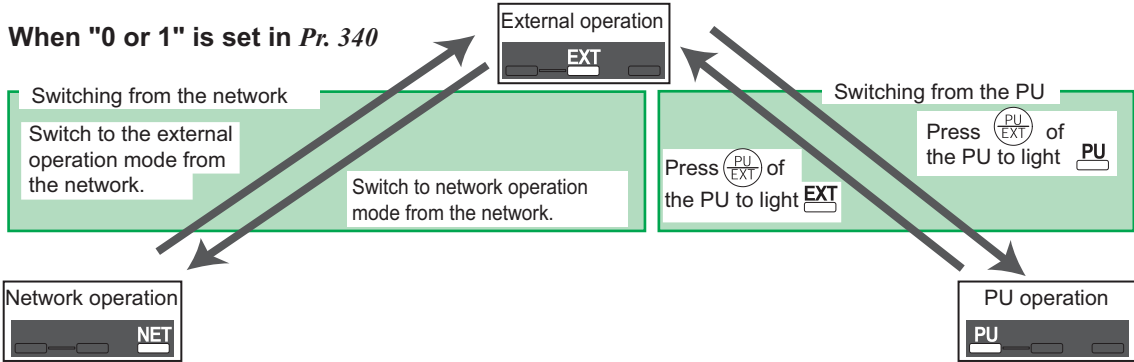 When "0 or 1" is set in Pr. 340
External operation
EXT
Switching from the network
Switch to the external
operation mode from
the network.
Switch to network operation
mode from the network.
Switching from the PU
Press PU/EXT of
the PU to light EXT
Press PU/EXT of
the PU to light PU
Network operation
NET
PU operation
PU